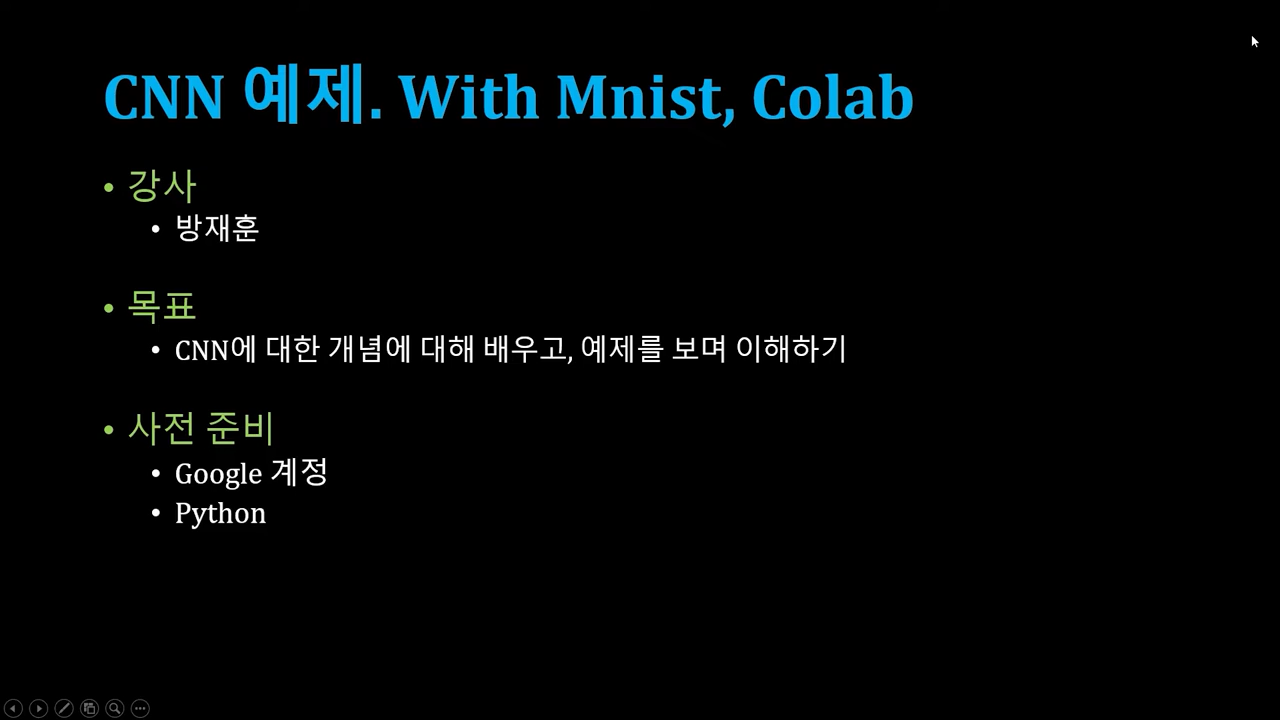 CNN 예제. With Mnist, Colab
• 강사
• 방재훈
• 목표
• CNN에 대한 개념에 대해 배우고, 예제를 보며 이해하기
• 사전 준비
• Google 계정
• Python